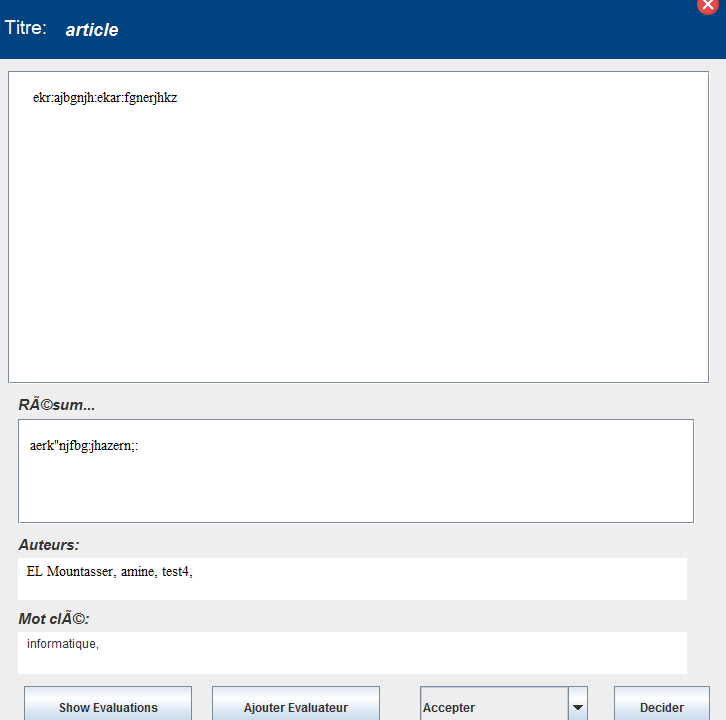 Titre: article
ekr:ajbgnjh:ekar:fgnerjhkz
RÃ©sum...
aerk"njfbg:jhazern;:
Auteurs:
EL Mountasser, amine, test4,
Mot clÃ©:
informatique,
Show Evaluations Ajouter Evaluateur Accepter Decider